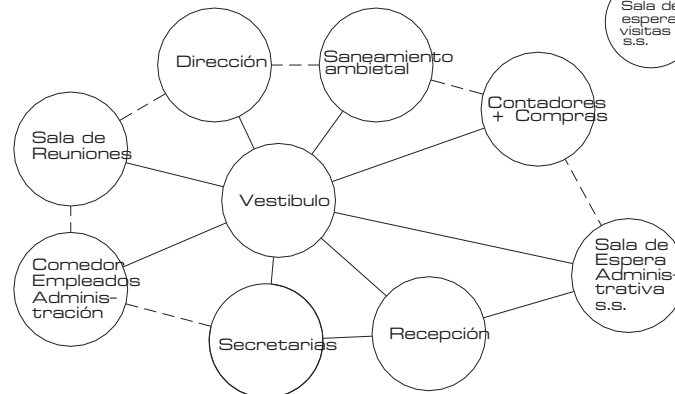 Sala de
espera
visitas
s.s.
Dirección
Saneamiento
ambietal
Contadores
+ Compras
Sala de
Reuniones
Vestibulo
Comedor
Empleados
Adminis-
tración
Sala de
Espera
Adminis-
trativa
s.s.
Secretarias
Recepción